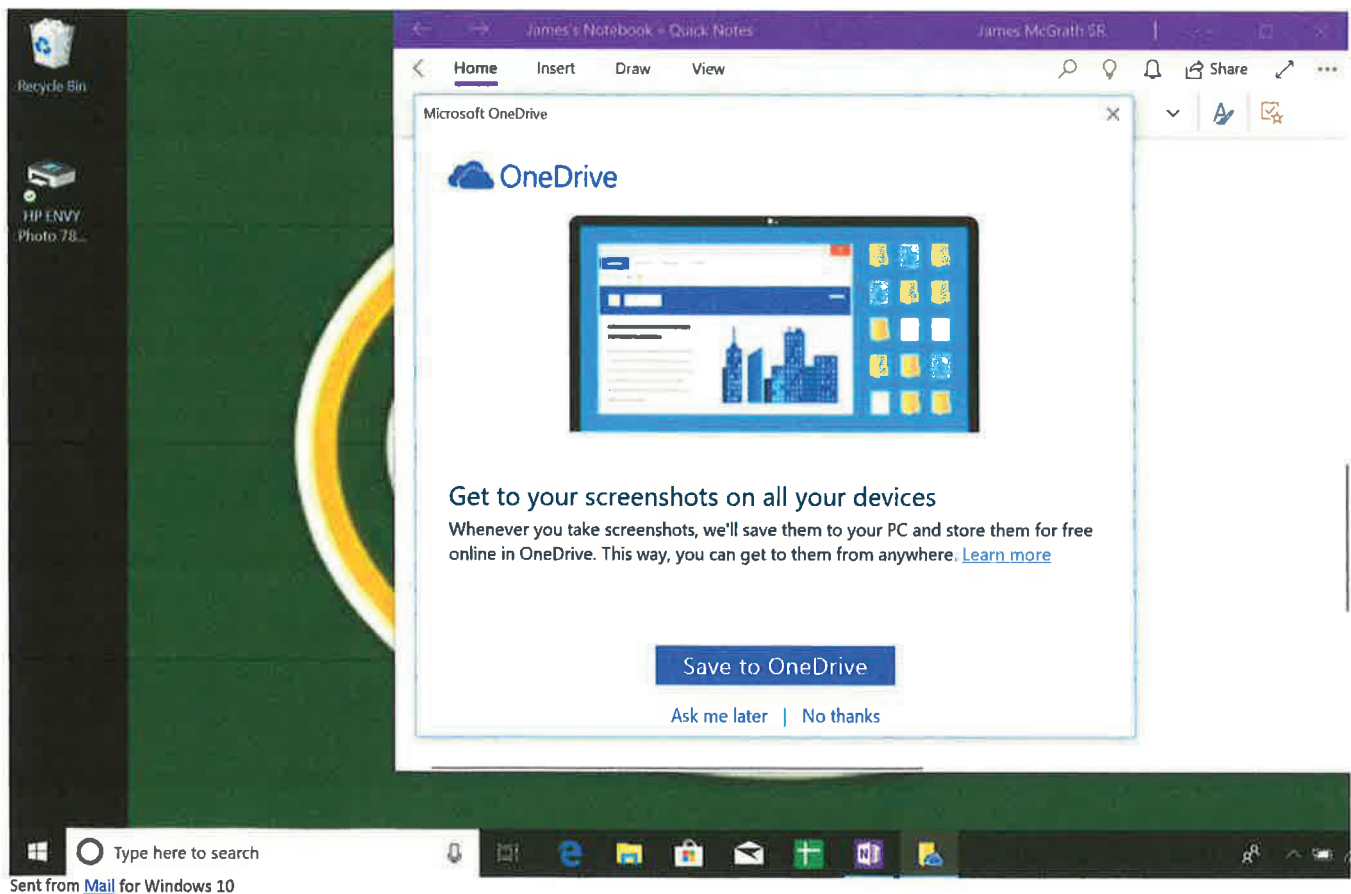 Recycle Bin
HP ENVY
Photo 78...
James's Notebook - Quick Notes
James McGrath SR
Home
Insert
Draw
View
Share
Microsoft OneDrive
OneDrive
Get to your screenshots on all your devices
Whenever you take screenshots, we'll save them to your PC and store them for free
online in OneDrive. This way, you can get to them from anywhere. Learn more
Save to OneDrive
Ask me later | No thanks
Type here to search
Sent from Mail for Windows 10